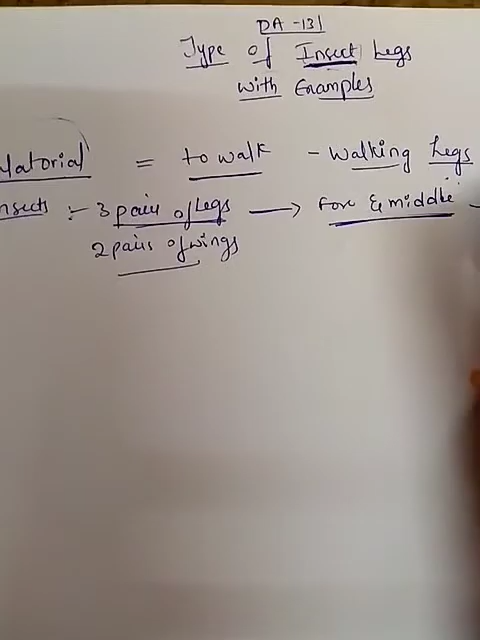 DA -131
Type of Insect Legs
with Examples
latorial = to walk - walking Legs
nsects :- 3 pair of Legs → Fore & middle
2 pairs of wings